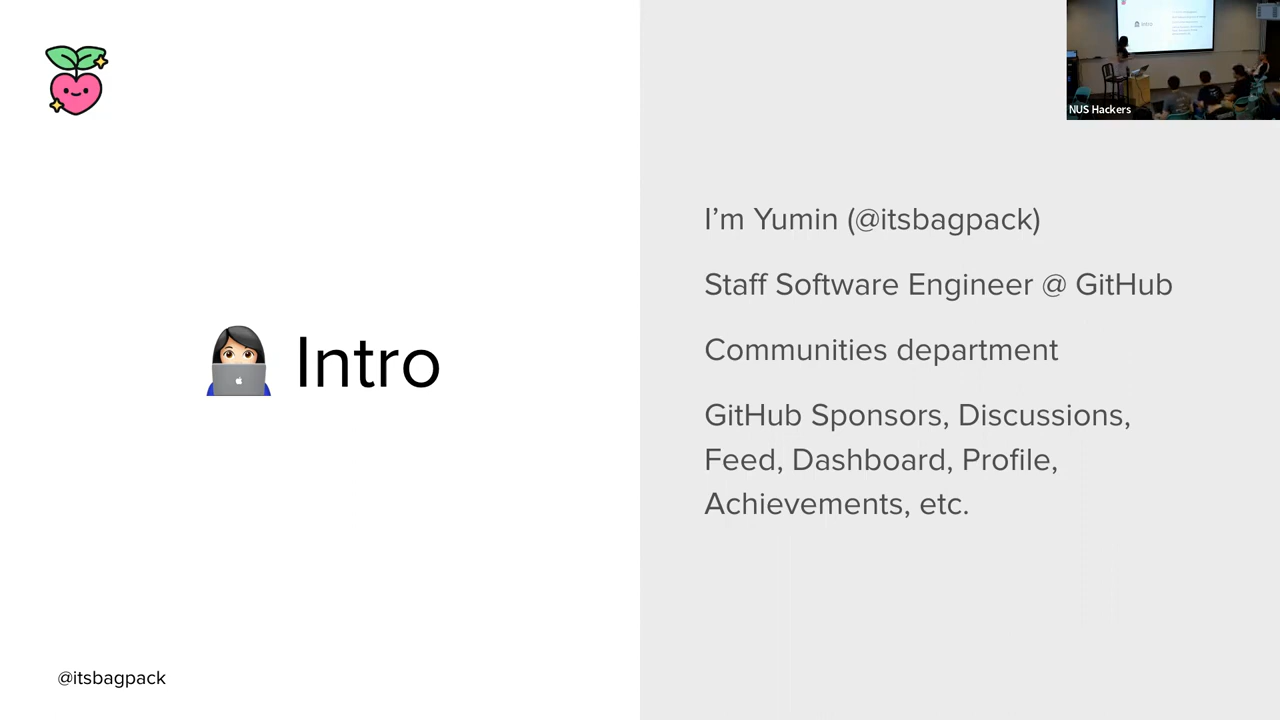 NUS Hackers
Intro
I’m Yumin (@itsbagpack)
Staff Software Engineer @ GitHub
Communities department
GitHub Sponsors, Discussions,
Feed, Dashboard, Profile,
Achievements, etc.
@itsbagpack